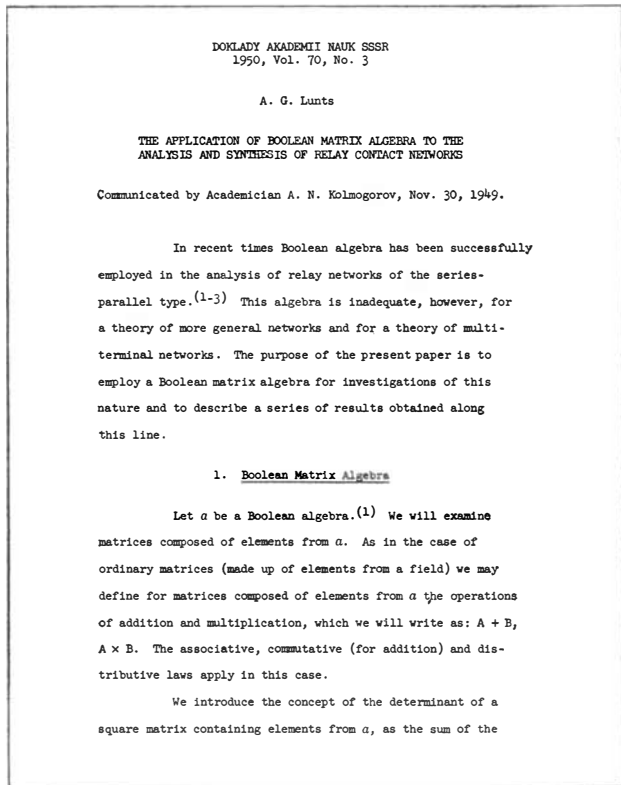 DOKLADY AKADEMII NAUK SSSR
1950, Vol. 70, No. 3
A. G. Lunts
THE APPLICATION OF BOOLEAN MATRIX ALGEBRA TO THE
ANALYSIS AND SYNTHESIS OF RELAY CONTACT NETWORKS
Communicated by Academician A. N. Kolmogorov, Nov. 30, 1949.
In recent times Boolean algebra has been successfully
employed in the analysis of relay networks of the series-
parallel type.(1-3) This algebra is inadequate, however, for
a theory of more general networks and for a theory of multi-
terminal networks. The purpose of the present paper is to
employ a Boolean matrix algebra for investigations of this
nature and to describe a series of results obtained along
this line.
1. Boolean Matrix Algebra
Let a be a Boolean algebra.(1) We will examine
matrices composed of elements from a. As in the case of
ordinary matrices (made up of elements from a field) we may
define for matrices composed of elements from a the operations
of addition and multiplication, which we will write as: A + B,
A × B. The associative, commutative (for addition) and dis-
tributive laws apply in this case.
We introduce the concept of the determinant of a
square matrix containing elements from a, as the sum of the